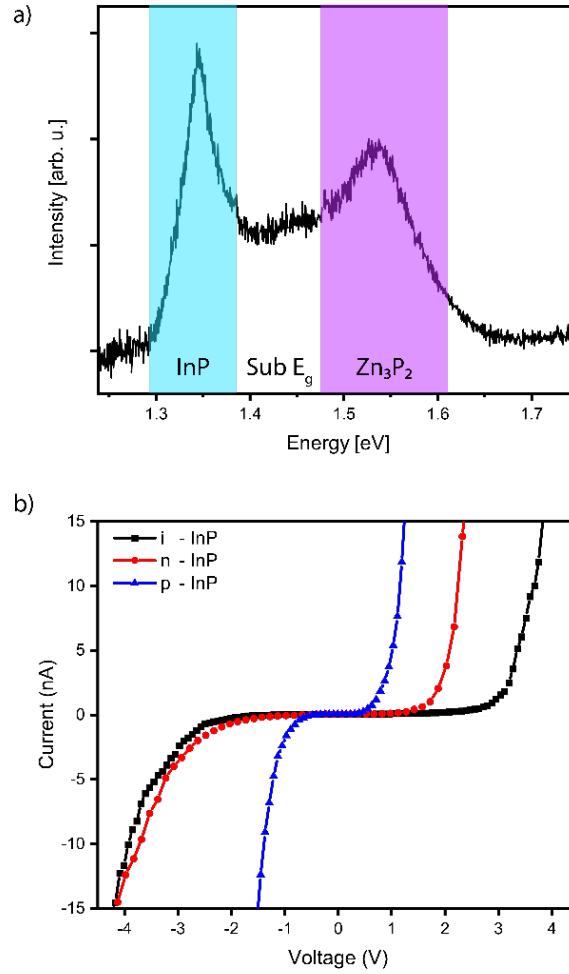 a)
Intensity [arb. u.]
InP
Sub E₉
Zn₃P₂
1.3
1.4
1.5
1.6
1.7
Energy [eV]
b)
i - InP
n - InP
p - InP
Current (nA)
15
10
5
0
-5
-10
-15
-4
-3
-2
-1
0
1
2
3
4
Voltage (V)